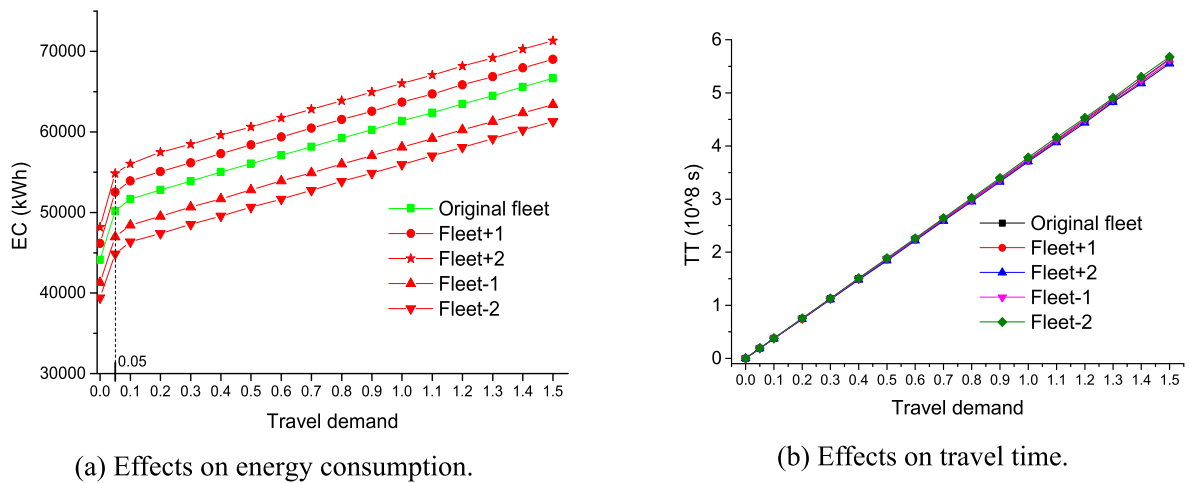 70000
60000
50000
40000
30000
EC (kWh)
0.05
0.0 0.1 0.2 0.3 0.4 0.5 0.6 0.7 0.8 0.9 1.0 1.1 1.2 1.3 1.4 1.5
Travel demand
Original fleet
Fleet+1
Fleet+2
Fleet-1
Fleet-2
(a) Effects on energy consumption.
6
5
4
3
2
1
0
TT (10^8 s)
0.0 0.1 0.2 0.3 0.4 0.5 0.6 0.7 0.8 0.9 1.0 1.1 1.2 1.3 1.4 1.5
Travel demand
Original fleet
Fleet+1
Fleet+2
Fleet-1
Fleet-2
(b) Effects on travel time.